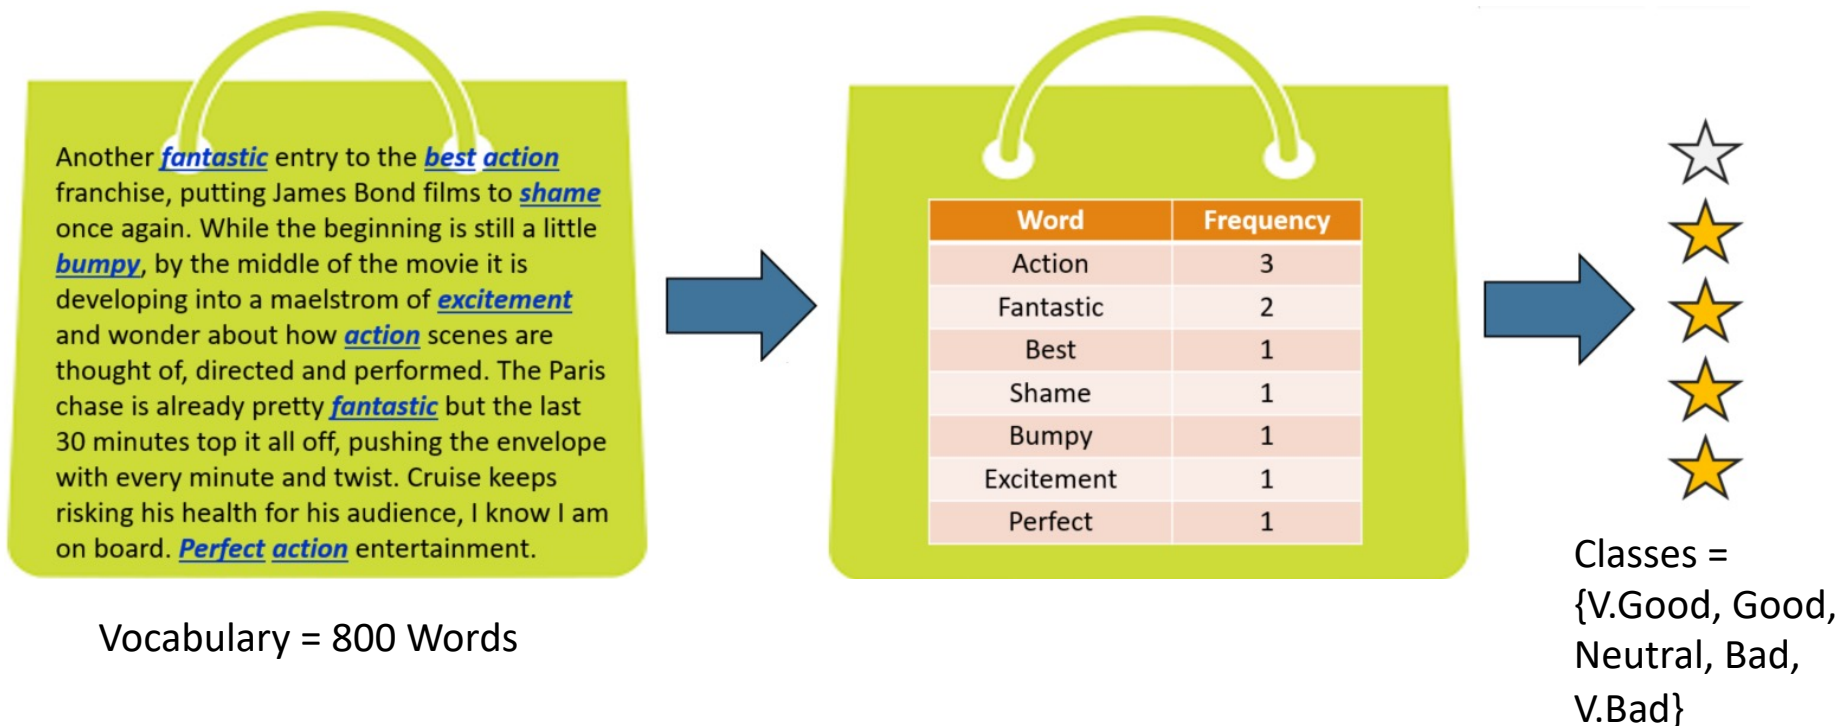 Another fantastic entry to the best action
franchise, putting James Bond films to shame
once again. While the beginning is still a little
bumpy, by the middle of the movie it is
developing into a maelstrom of excitement
and wonder about how action scenes are
thought of, directed and performed. The Paris
chase is already pretty fantastic but the last
30 minutes top it all off, pushing the envelope
with every minute and twist. Cruise keeps
risking his health for his audience, I know I am
on board. Perfect action entertainment.
Vocabulary = 800 Words
Word Frequency
Action 3
Fantastic 2
Best 1
Shame 1
Bumpy 1
Excitement 1
Perfect 1
Classes =
{V.Good, Good,
Neutral, Bad,
V.Bad}